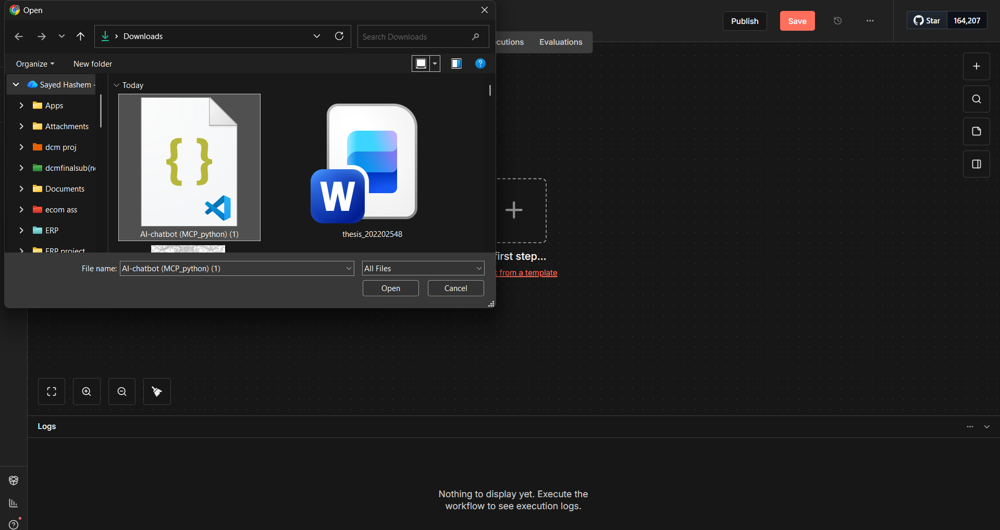 Open
Downloads
Search Downloads
Organize
New folder
Sayed Hashem -
Apps
Attachments
dcm proj
dcmfinalsub(n
Documents
ecom ass
ERP
ERP project
Today
{ }
AI-chatbot (MCP_python) (1)
W
thesis_202202548
File name:
AI-chatbot (MCP_python) (1)
All Files
Open
Cancel
Publish
Save
Star
164,207
cutions
Evaluations
first step...
t from a template
Logs
Nothing to display yet. Execute the
workflow to see execution logs.